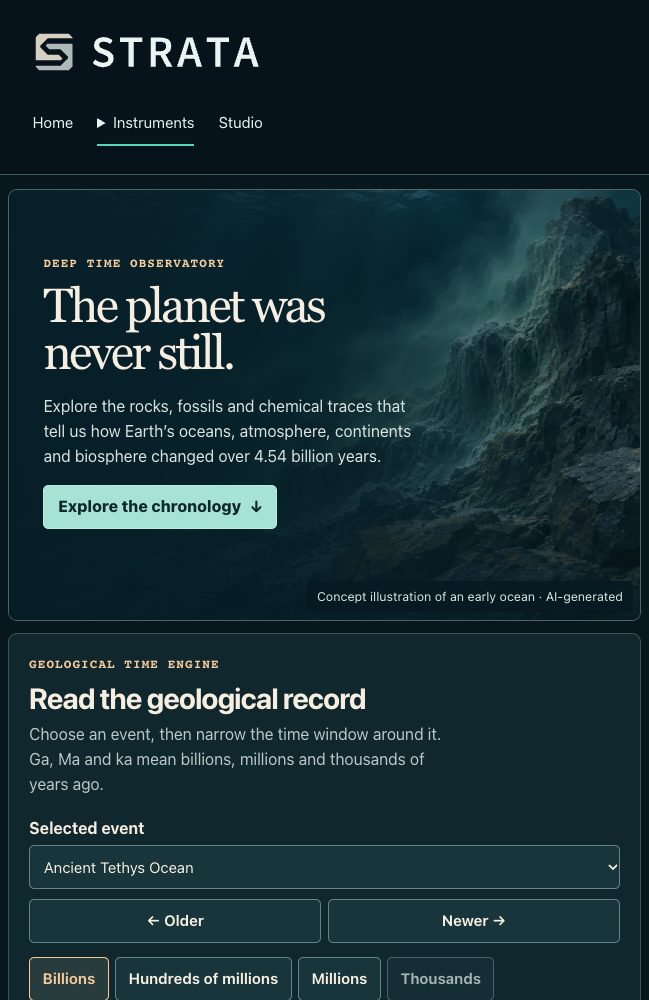 STRATA
Home
Instruments
Studio
DEEP TIME OBSERVATORY
The planet was
never still.
Explore the rocks, fossils and chemical traces that
tell us how Earth’s oceans, atmosphere, continents
and biosphere changed over 4.54 billion years.
Explore the chronology ↓
Concept illustration of an early ocean · AI-generated
GEOLOGICAL TIME ENGINE
Read the geological record
Choose an event, then narrow the time window around it.
Ga, Ma and ka mean billions, millions and thousands of
years ago.
Selected event
Ancient Tethys Ocean
← Older
Newer →
Billions
Hundreds of millions
Millions
Thousands